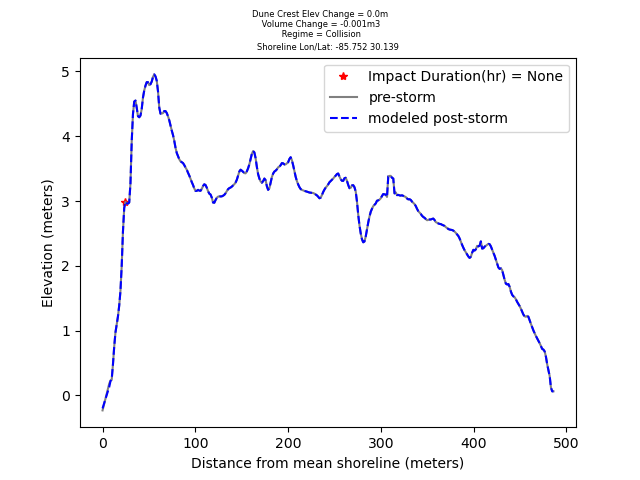 Dune Crest Elev Change = 0.0m
Volume Change = -0.001m3
Regime = Collision
Shoreline Lon/Lat: -85.752 30.139
Impact Duration(hr) = None
pre-storm
modeled post-storm
5
4
3
2
1
0
Elevation (meters)
0 100 200 300 400 500
Distance from mean shoreline (meters)